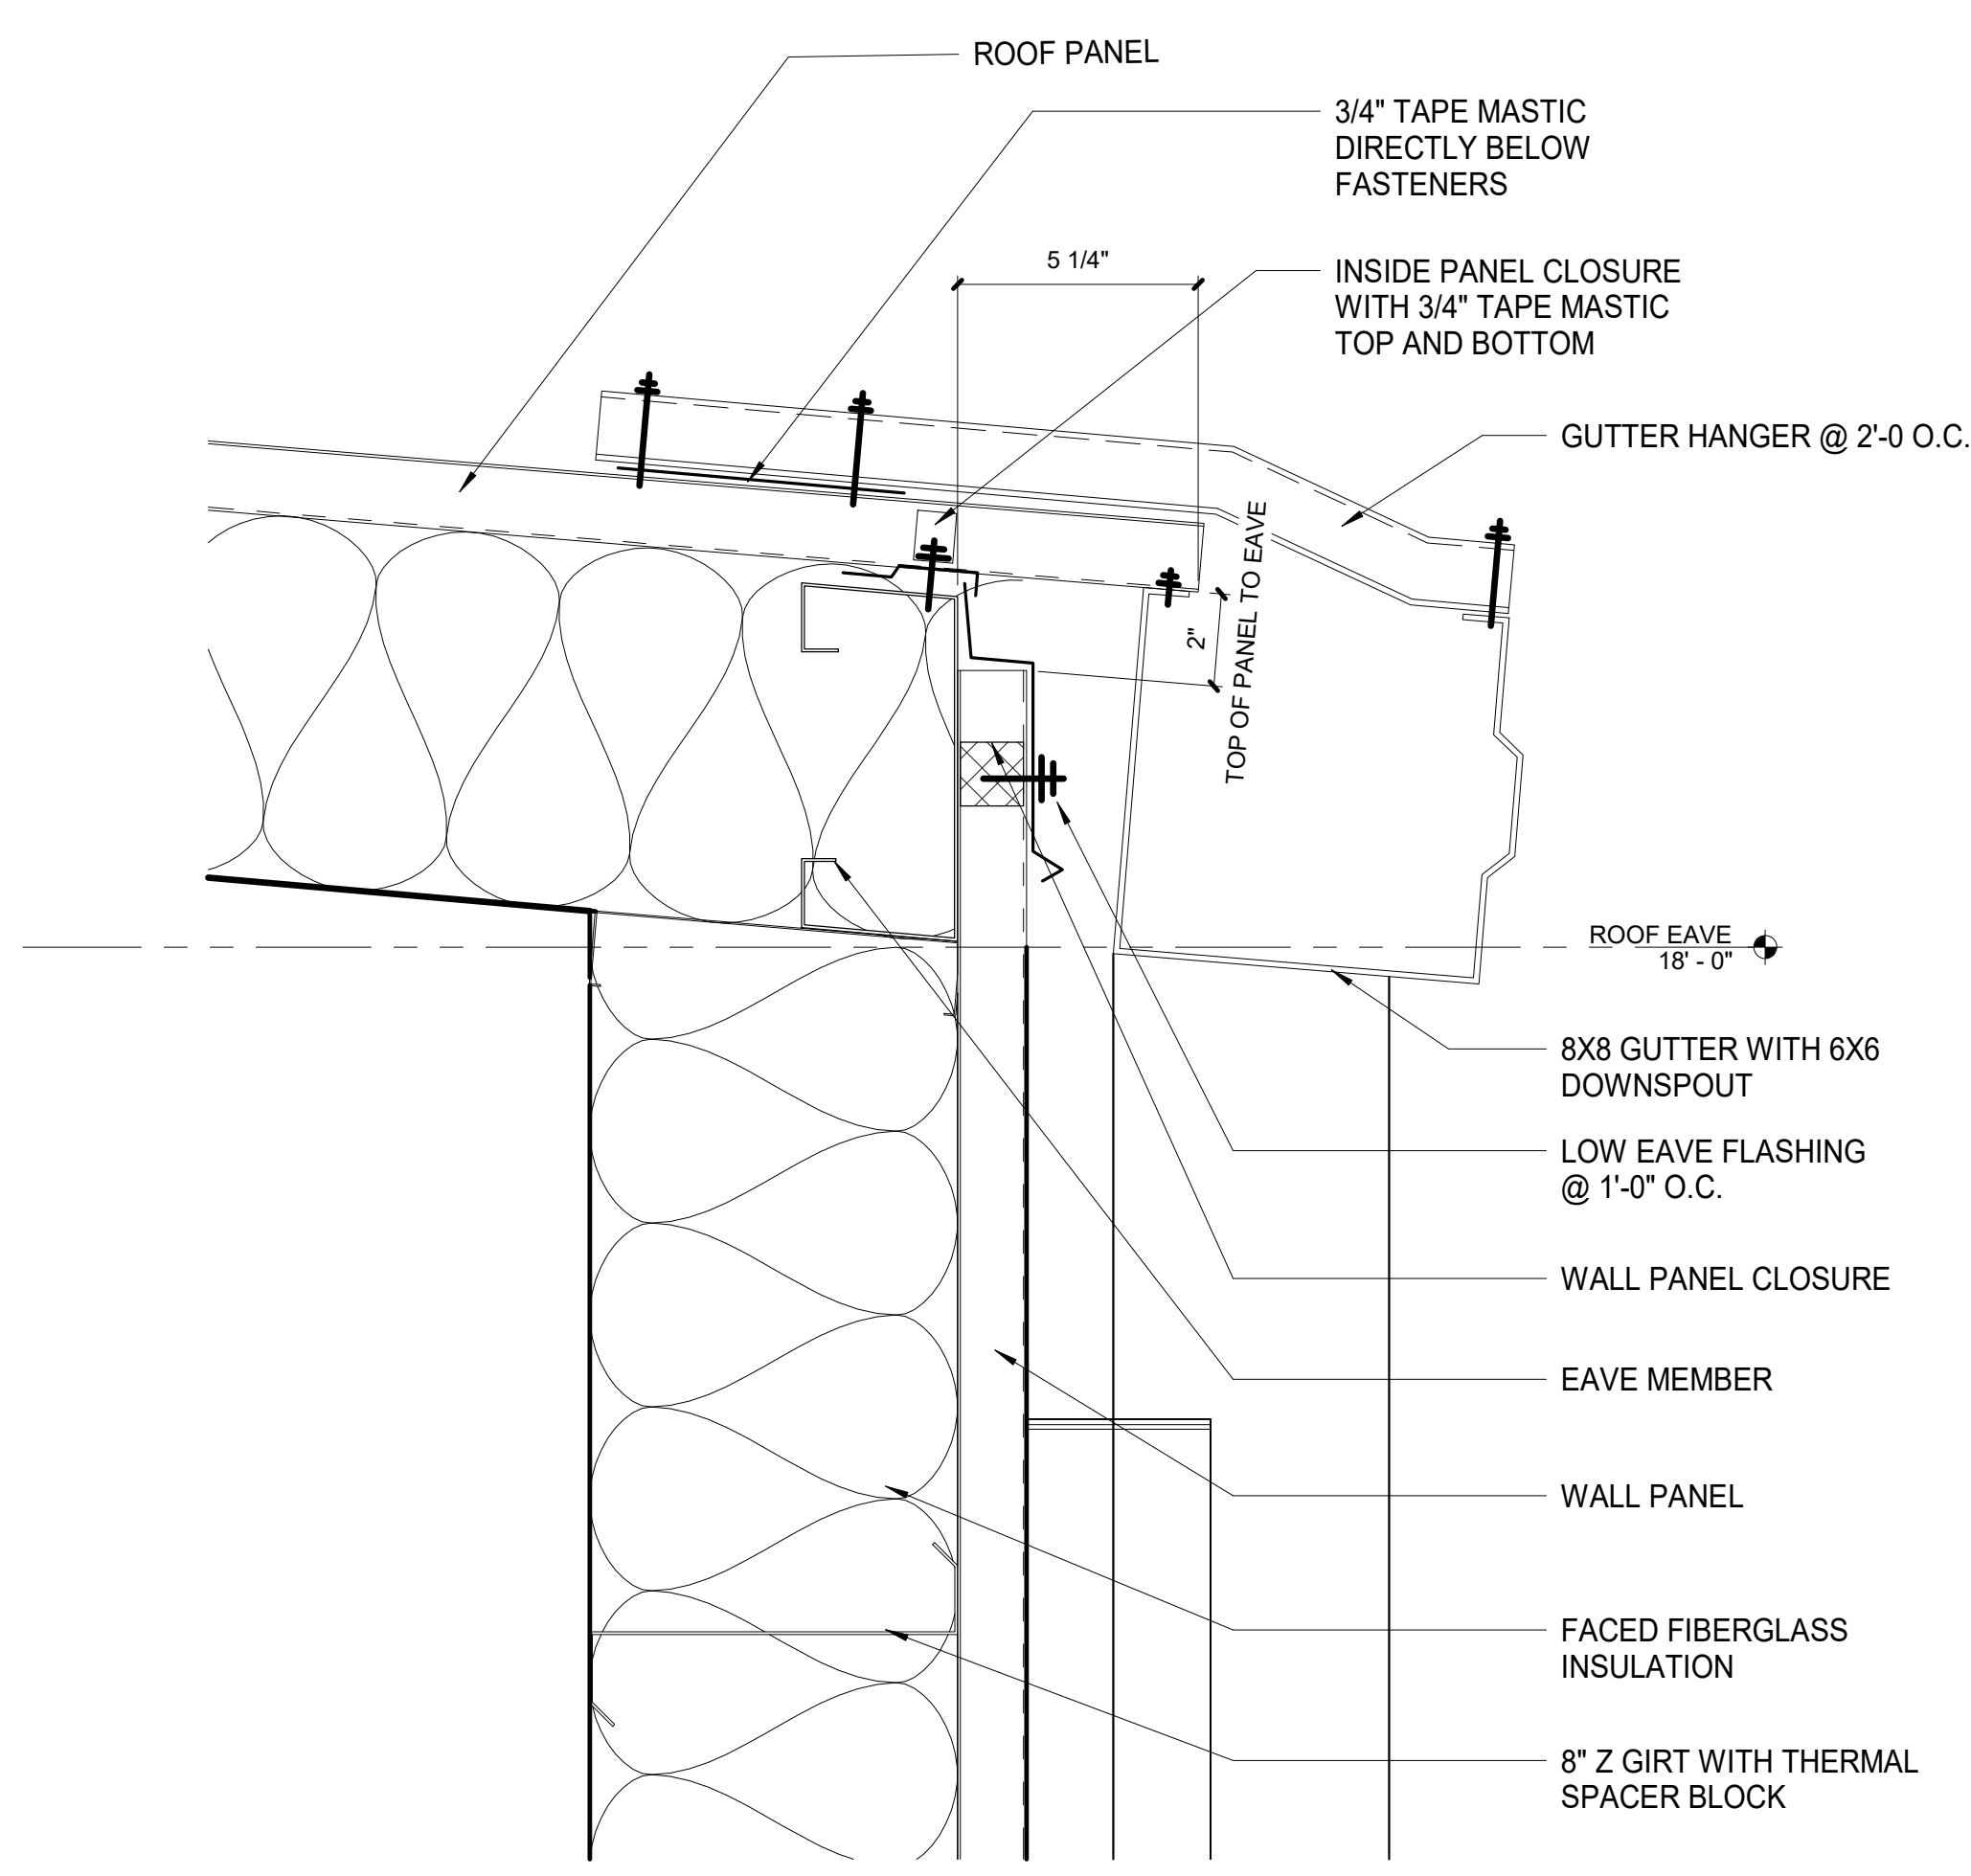 ROOF PANEL
3/4" TAPE MASTIC
DIRECTLY BELOW
FASTENERS
5 1/4"
INSIDE PANEL CLOSURE
WITH 3/4" TAPE MASTIC
TOP AND BOTTOM
GUTTER HANGER @ 2'-0 O.C.
2"
TOP OF PANEL TO EAVE
ROOF EAVE
18' - 0"
8X8 GUTTER WITH 6X6
DOWNSPOUT
LOW EAVE FLASHING
@ 1'-0" O.C.
WALL PANEL CLOSURE
EAVE MEMBER
WALL PANEL
FACED FIBERGLASS
INSULATION
8" Z GIRT WITH THERMAL
SPACER BLOCK